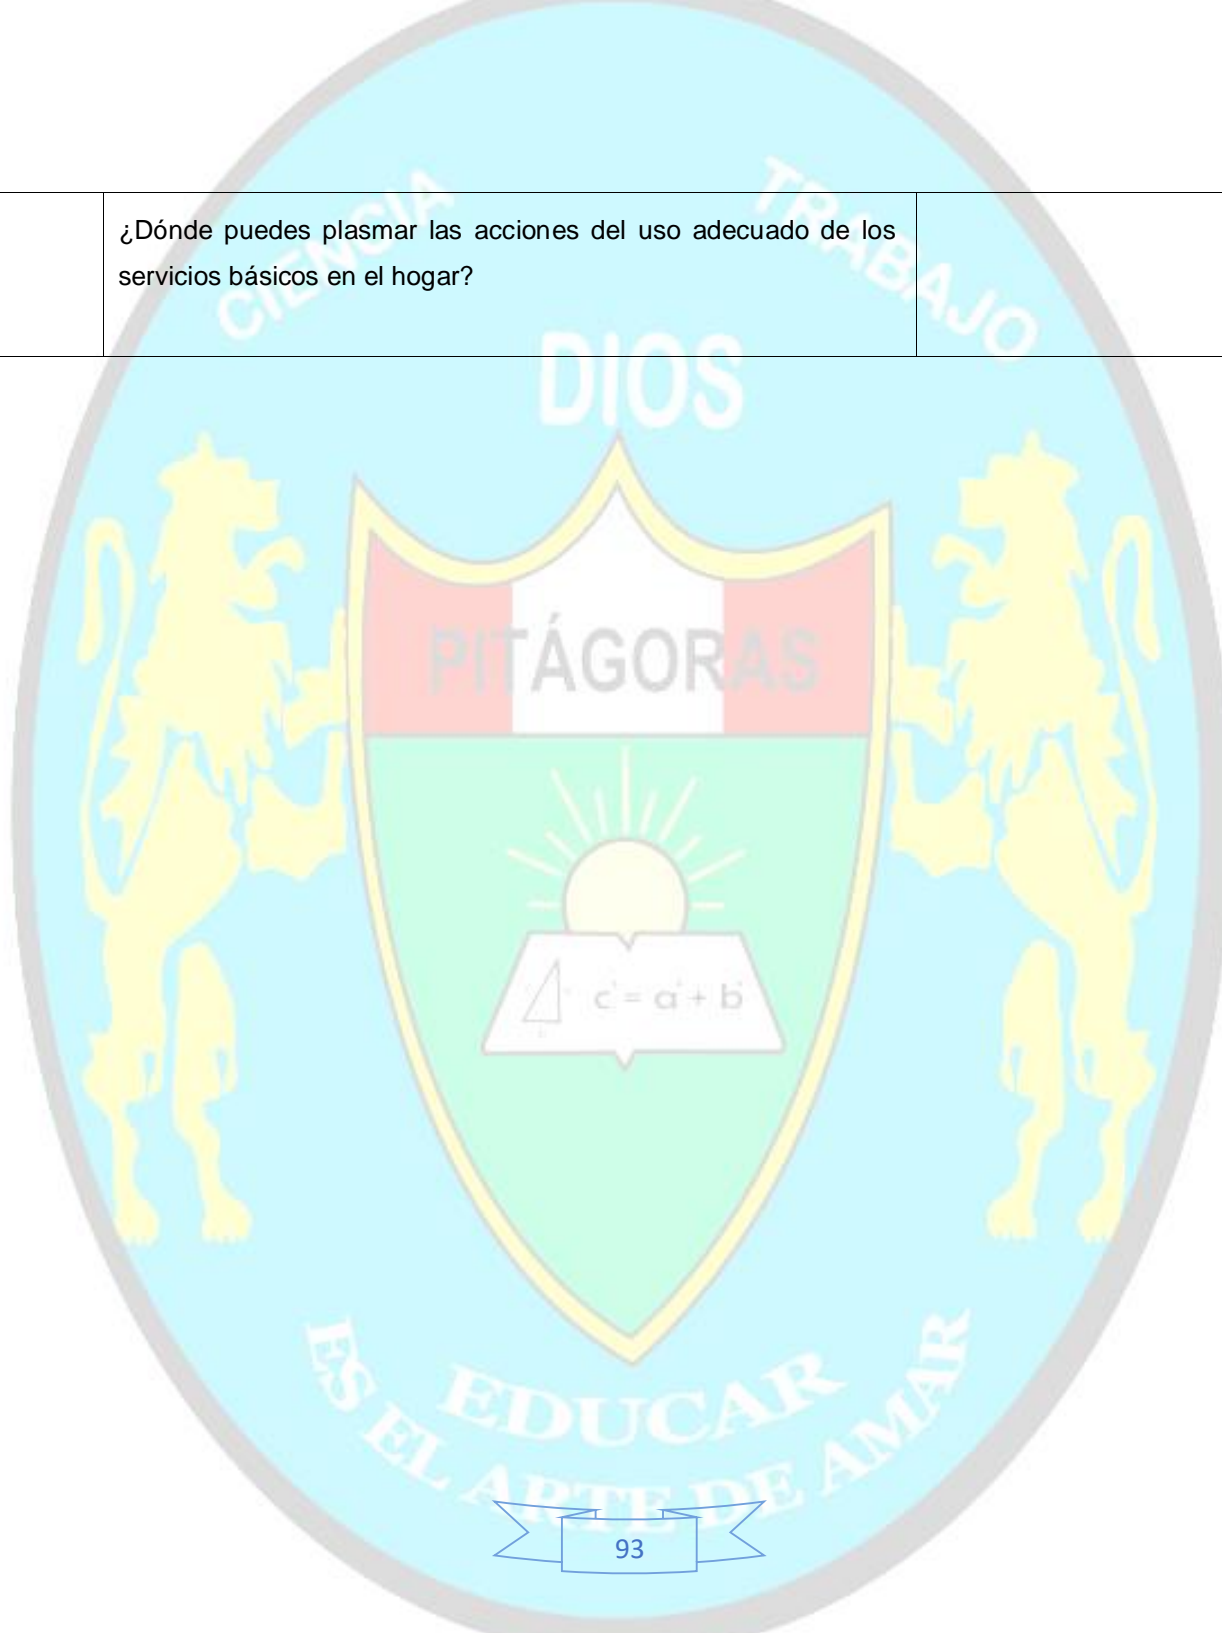 CIENCIA
TRABAJO
¿Dónde puedes plasmar las acciones del uso adecuado de los
servicios básicos en el hogar?
DIOS
PITÁGORAS
c = a + b
EDUCAR
ES EL ARTE DE AMAR
93